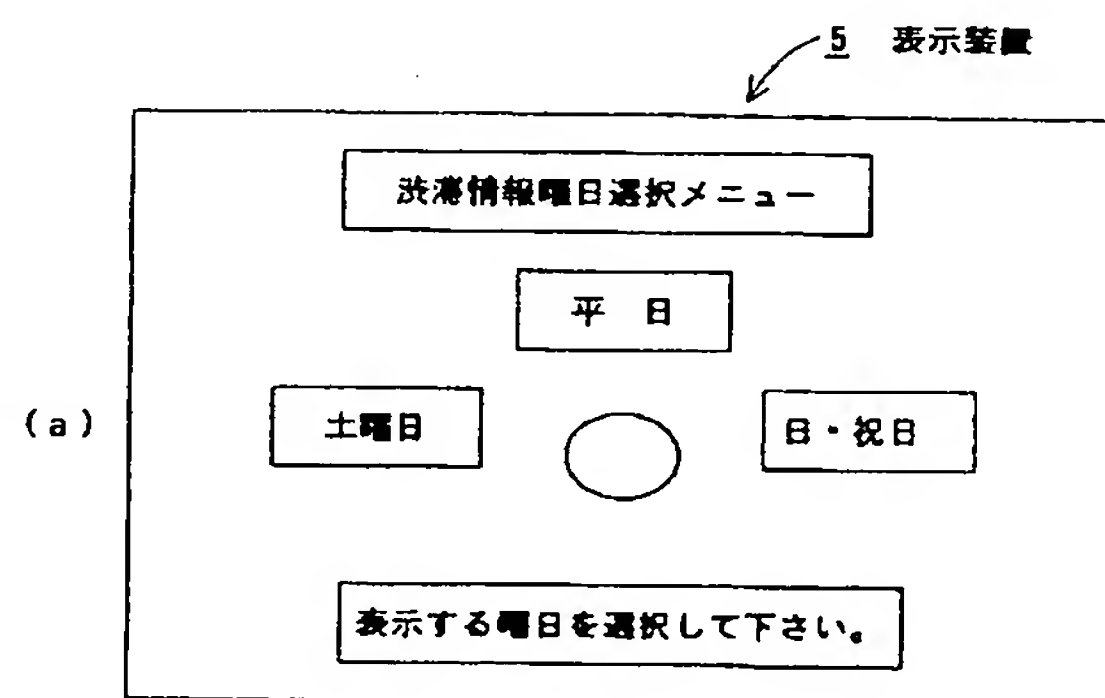 5 表示装置
渋滞情報曜日選択メニュー
平 日
(a)
土曜日
日・祝日
表示する曜日を選択して下さい。